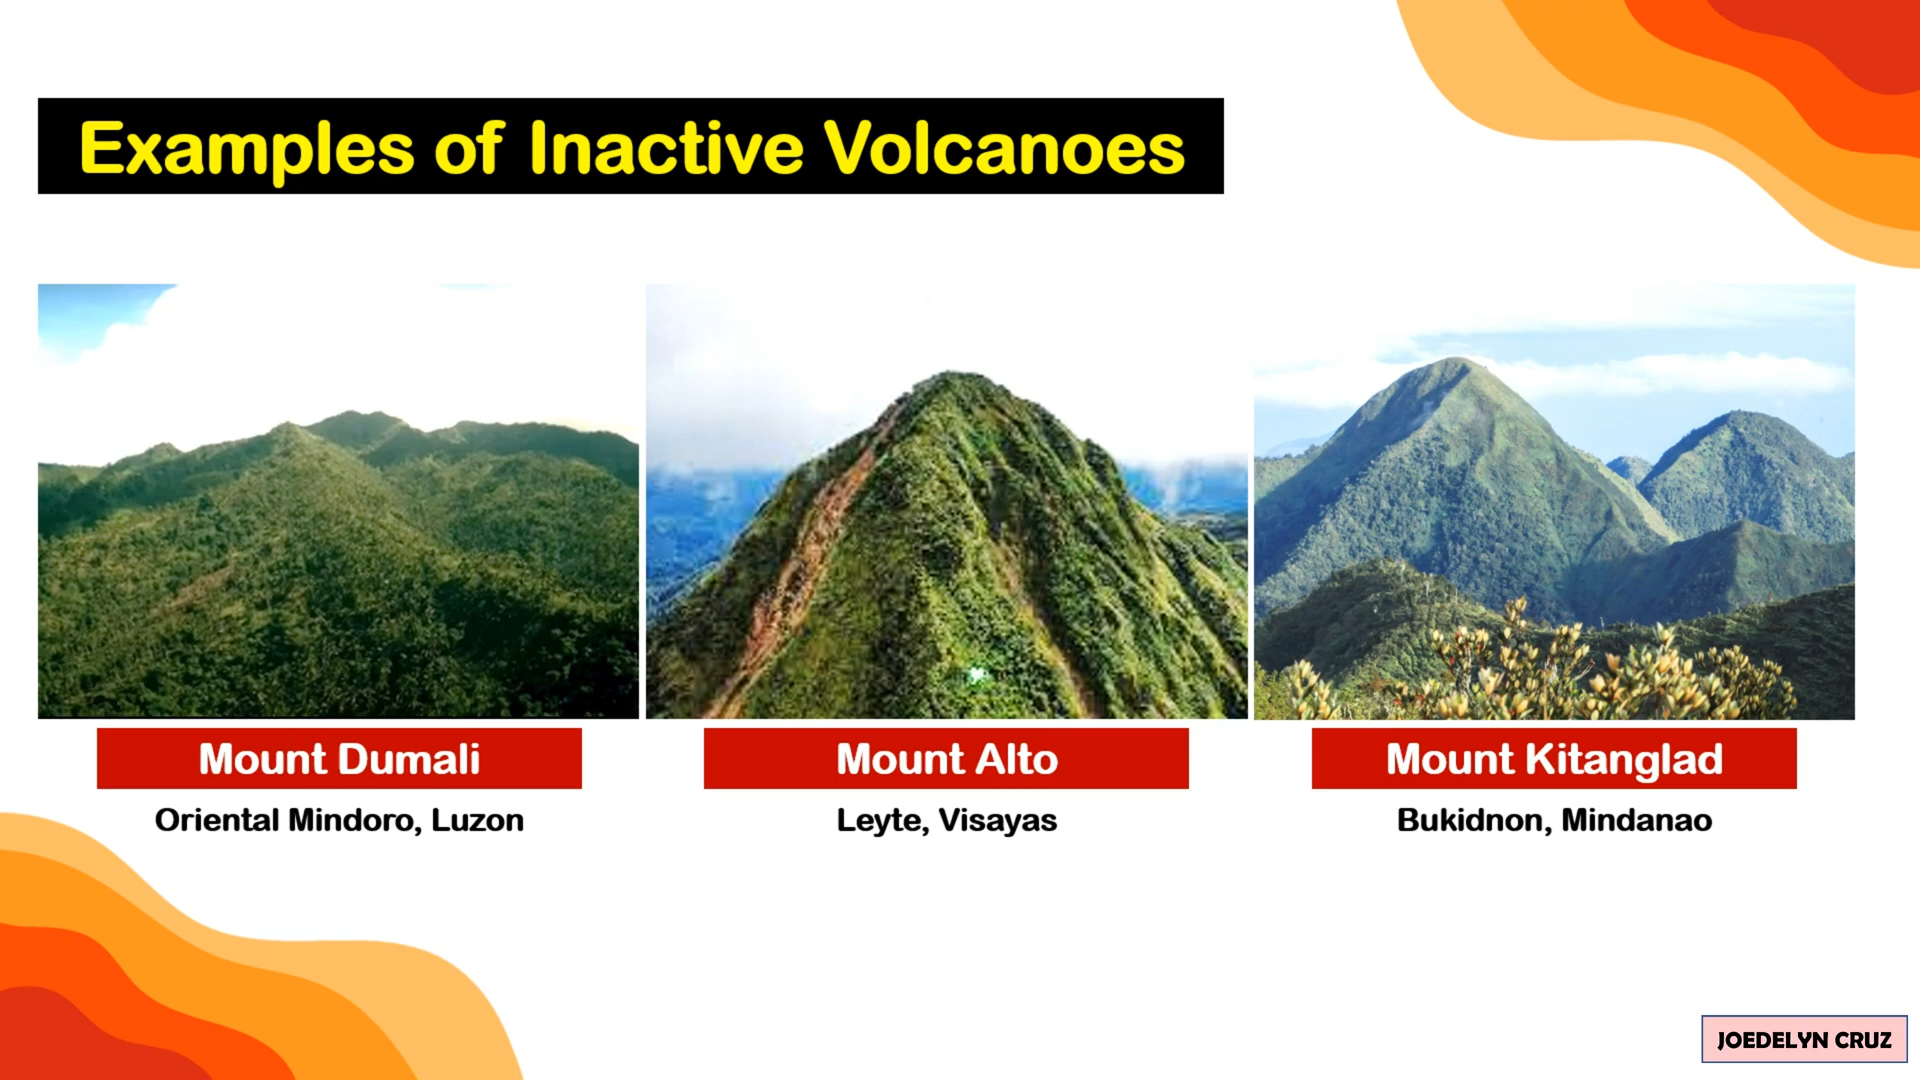 Examples of Inactive Volcanoes
Mount Dumali
Oriental Mindoro, Luzon
Mount Alto
Leyte, Visayas
Mount Kitanglad
Bukidnon, Mindanao
JOEDELYN CRUZ